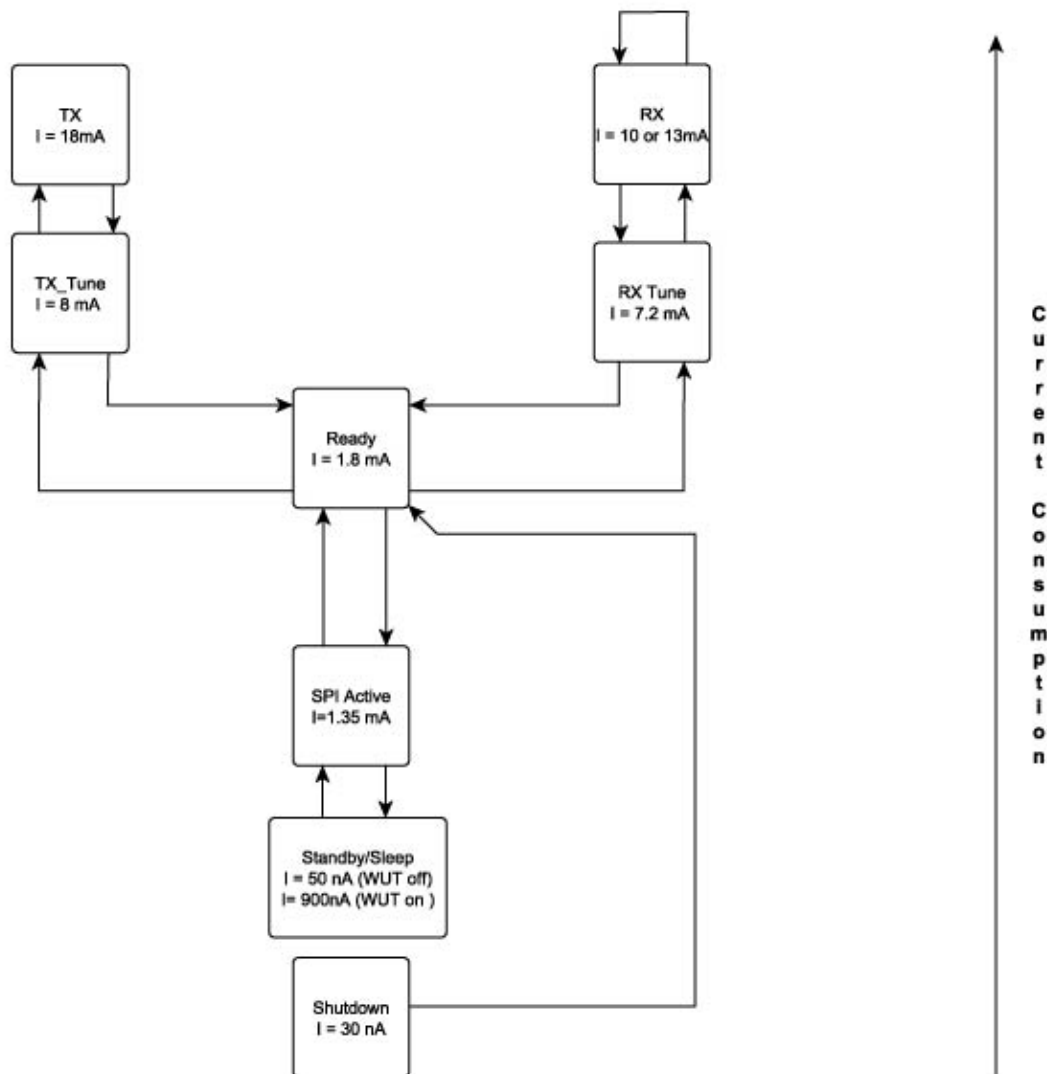 TX
I = 18mA
RX
I = 10 or 13mA
TX_Tune
I = 8 mA
RX Tune
I = 7.2 mA
Ready
I = 1.8 mA
SPI Active
I=1.35 mA
Standby/Sleep
I = 50 nA (WUT off)
I= 900nA (WUT on )
Shutdown
I = 30 nA
Current Consumption